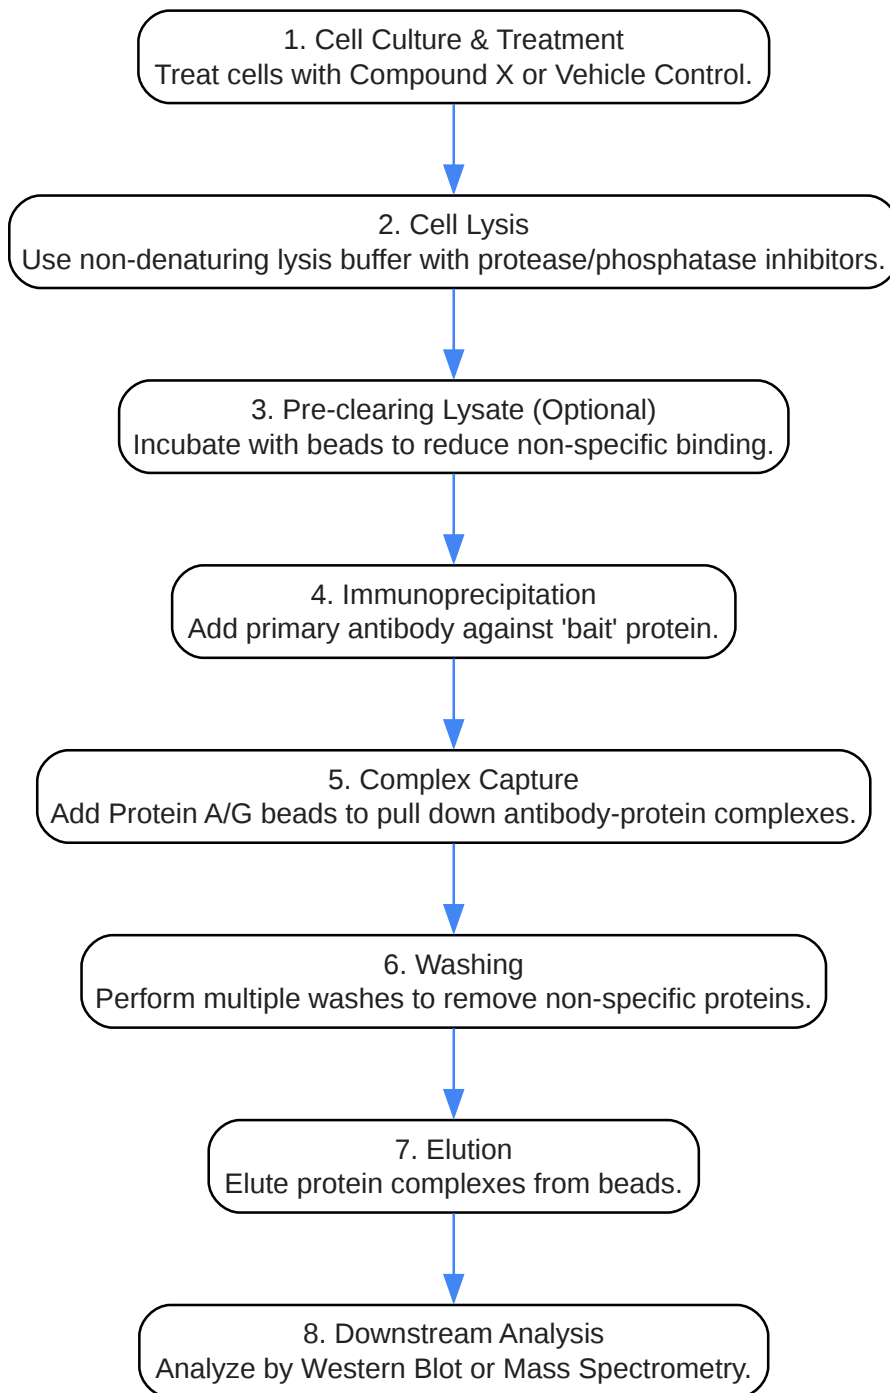 1. Cell Culture & Treatment
Treat cells with Compound X or Vehicle Control.
2. Cell Lysis
Use non-denaturing lysis buffer with protease/phosphatase inhibitors.
3. Pre-clearing Lysate (Optional)
Incubate with beads to reduce non-specific binding.
4. Immunoprecipitation
Add primary antibody against 'bait' protein.
5. Complex Capture
Add Protein A/G beads to pull down antibody-protein complexes.
6. Washing
Perform multiple washes to remove non-specific proteins.
7. Elution
Elute protein complexes from beads.
8. Downstream Analysis
Analyze by Western Blot or Mass Spectrometry.